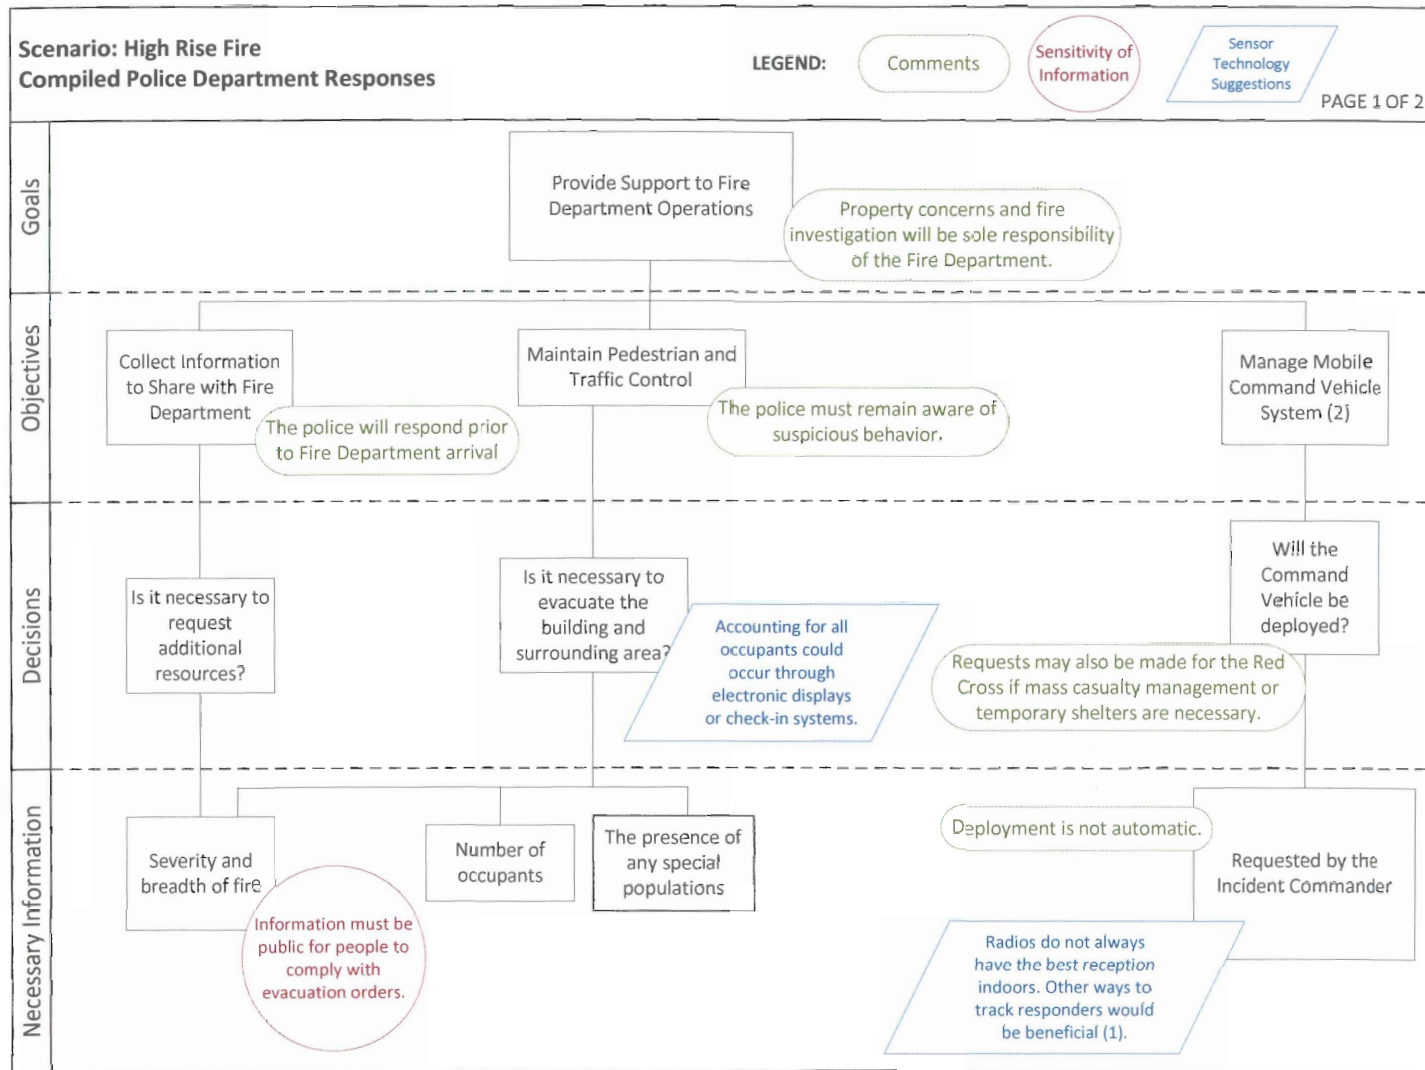 Scenario: High Rise Fire
Compiled Police Department Responses
LEGEND:
Comments
Sensitivity of
Information
Sensor
Technology
Suggestions
PAGE 1 OF 2
Goals
Provide Support to Fire
Department Operations
Property concerns and fire
investigation will be sole responsibility
of the Fire Department.
Objectives
Collect Information
to Share with Fire
Department
The police will respond prior
to Fire Department arrival
Maintain Pedestrian and
Traffic Control
The police must remain aware of
suspicious behavior.
Manage Mobile
Command Vehicle
System (2)
Decisions
Is it necessary to
request
additional
resources?
Is it necessary to
evacuate the
building and
surrounding area?
Accounting for all
occupants could
occur through
electronic displays
or check-in systems.
Will the
Command
Vehicle be
deployed?
Requests may also be made for the Red
Cross if mass casualty management or
temporary shelters are necessary.
Necessary Information
Severity and
breadth of fire
Information must be
public for people to
comply with
evacuation orders.
Number of
occupants
The presence of
any special
populations
Deployment is not automatic.
Requested by the
Incident Commander
Radios do not always
have the best reception
indoors. Other ways to
track responders would
be beneficial (1).